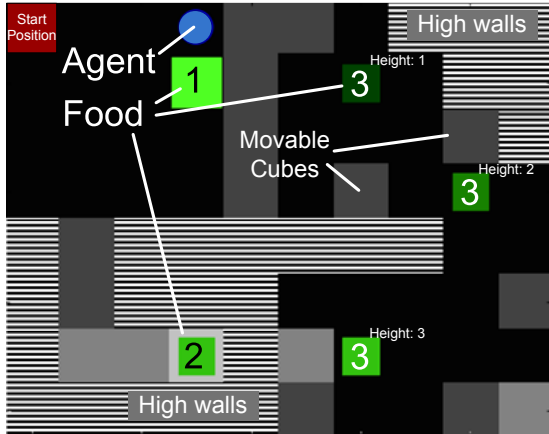 Start
Position
High walls
Agent
Height: 1
1
3
Food
Movable
Cubes
Height: 2
3
Height: 3
2
3
High walls